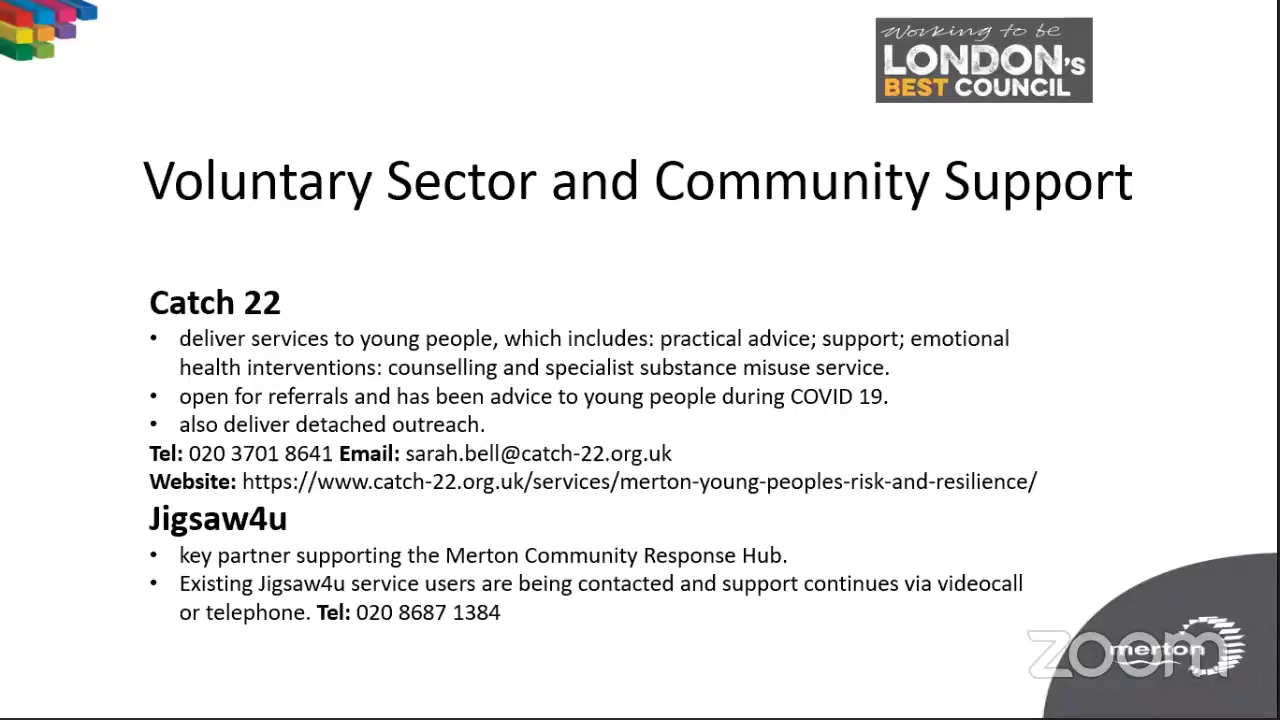 Working to be
LONDON's
BEST COUNCIL
Voluntary Sector and Community Support
Catch 22
• deliver services to young people, which includes: practical advice; support; emotional
health interventions: counselling and specialist substance misuse service.
• open for referrals and has been advice to young people during COVID 19.
• also deliver detached outreach.
Tel: 020 3701 8641 Email: sarah.bell@catch-22.org.uk
Website: https://www.catch-22.org.uk/services/merton-young-peoples-risk-and-resilience/
Jigsaw4u
• key partner supporting the Merton Community Response Hub.
• Existing Jigsaw4u service users are being contacted and support continues via videocall
or telephone. Tel: 020 8687 1384
zoom
merton